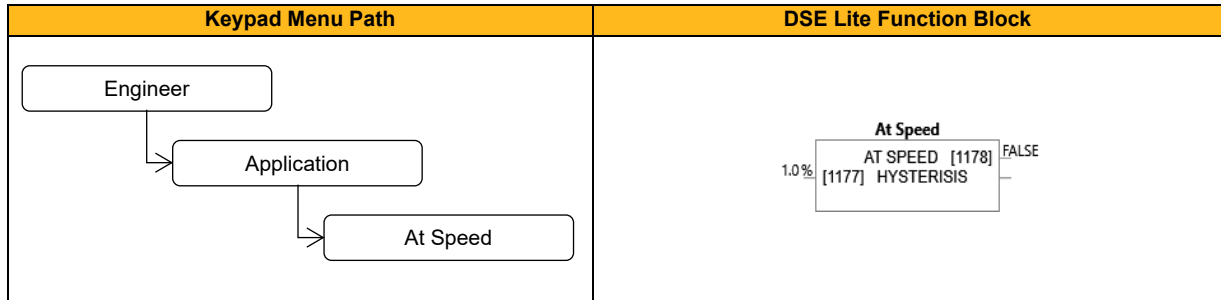 Keypad Menu Path
DSE Lite Function Block
Engineer
Application
At Speed
At Speed
AT SPEED [1178] FALSE
1.0% [1177] HYSTERISIS